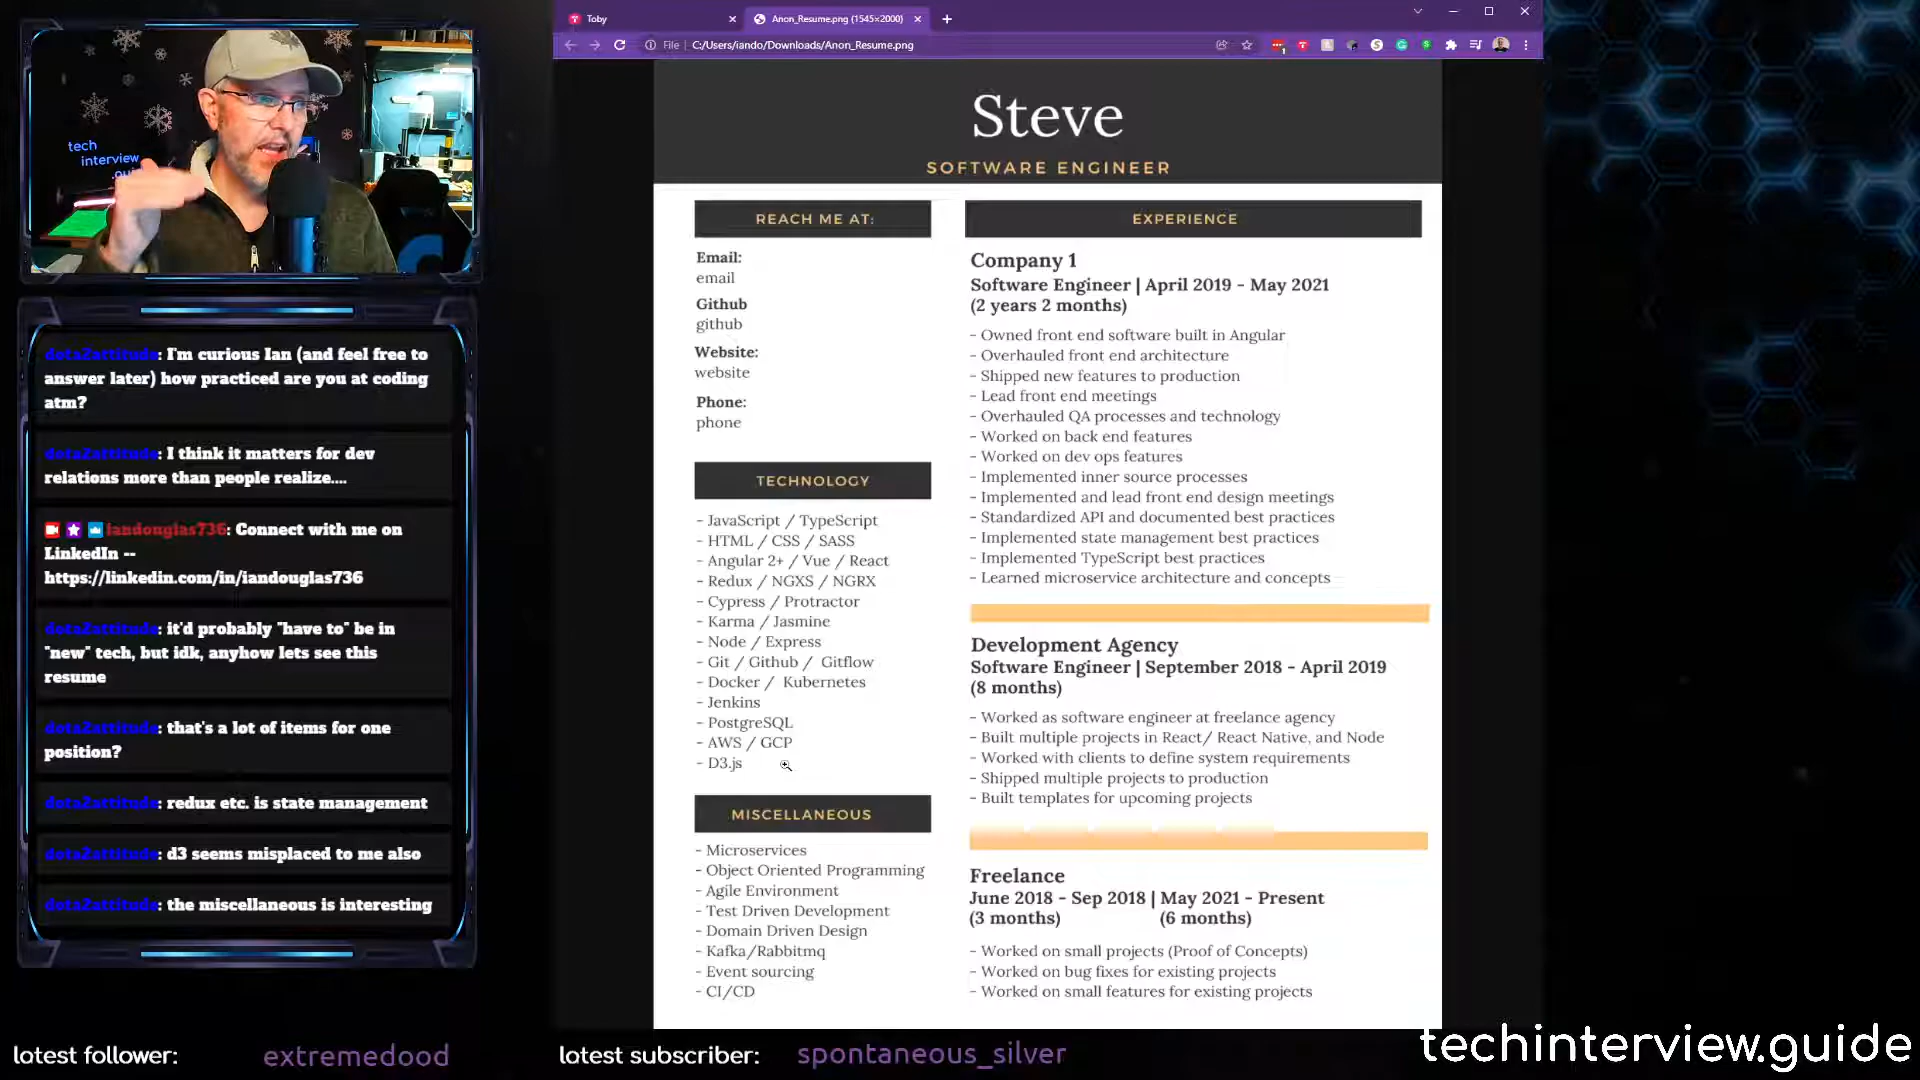 tech
interview
Toby
Anon_Resume.png (1545×2000)
File
C:/Users/iando/Downloads/Anon_Resume.png
Steve
SOFTWARE ENGINEER
REACH ME AT:
Email:
email
Github
github
Website:
website
Phone:
phone
TECHNOLOGY
- JavaScript / TypeScript
- HTML / CSS / SASS
- Angular 2+ / Vue / React
- Redux / NGXS / NGRX
- Cypress / Protractor
- Karma / Jasmine
- Node / Express
- Git / Github / Gitflow
- Docker / Kubernetes
- Jenkins
- PostgreSQL
- AWS / GCP
- D3.js
MISCELLANEOUS
- Microservices
- Object Oriented Programming
- Agile Environment
- Test Driven Development
- Domain Driven Design
- Kafka/Rabbitmq
- Event sourcing
- CI/CD
EXPERIENCE
Company 1
Software Engineer | April 2019 - May 2021
(2 years 2 months)
- Owned front end software built in Angular
- Overhauled front end architecture
- Shipped new features to production
- Lead front end meetings
- Overhauled QA processes and technology
- Worked on back end features
- Worked on dev ops features
- Implemented inner source processes
- Implemented and lead front end design meetings
- Standardized API and documented best practices
- Implemented state management best practices
- Implemented TypeScript best practices
- Learned microservice architecture and concepts
Development Agency
Software Engineer | September 2018 - April 2019
(8 months)
- Worked as software engineer at freelance agency
- Built multiple projects in React/ React Native, and Node
- Worked with clients to define system requirements
- Shipped multiple projects to production
- Built templates for upcoming projects
Freelance
June 2018 - Sep 2018 | May 2021 - Present
(3 months) (6 months)
- Worked on small projects (Proof of Concepts)
- Worked on bug fixes for existing projects
- Worked on small features for existing projects
dota2attitude: I'm curious Ian (and feel free to
answer later) how practiced are you at coding
atm?
dota2attitude: I think it matters for dev
relations more than people realize....
iandouglas736: Connect with me on
LinkedIn --
https://linkedin.com/in/iandouglas736
dota2attitude: it'd probably "have to" be in
"new" tech, but idk, anyhow lets see this
resume
dota2attitude: that's a lot of items for one
position?
dota2attitude: redux etc. is state management
dota2attitude: d3 seems misplaced to me also
dota2attitude: the miscellaneous is interesting
latest follower: extremedood
latest subscriber: spontaneous_silver
techinterview.guide